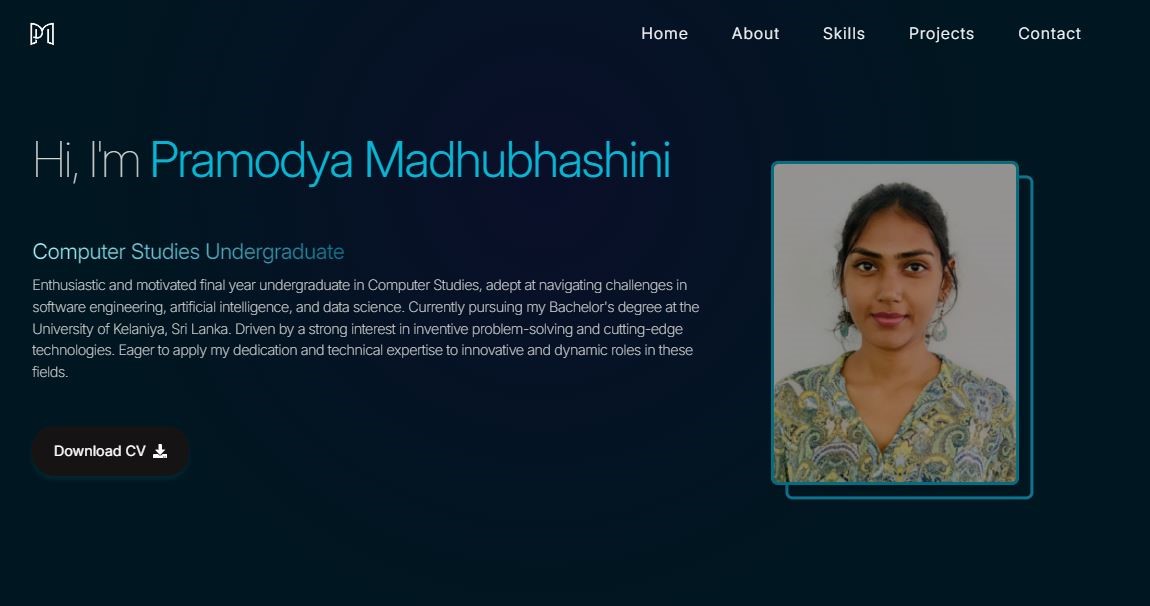 PM
Home About Skills Projects Contact
Hi, I'm Pramodya Madhubhashini
Computer Studies Undergraduate
Enthusiastic and motivated final year undergraduate in Computer Studies, adept at navigating challenges in
software engineering, artificial intelligence, and data science. Currently pursuing my Bachelor's degree at the
University of Kelaniya, Sri Lanka. Driven by a strong interest in inventive problem-solving and cutting-edge
technologies. Eager to apply my dedication and technical expertise to innovative and dynamic roles in these
fields.
Download CV